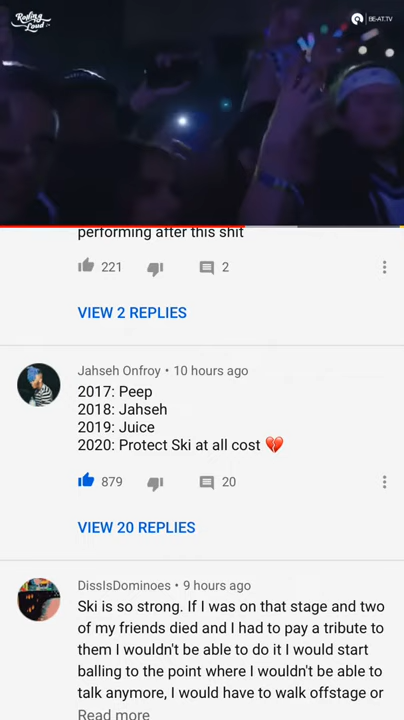 Rolling
Loud
BE-AT.TV
performing after this shit
221
2
VIEW 2 REPLIES
Jahseh Onfroy • 10 hours ago
2017: Peep
2018: Jahseh
2019: Juice
2020: Protect Ski at all cost 💔
879
20
VIEW 20 REPLIES
DissIsDominoes • 9 hours ago
Ski is so strong. If I was on that stage and two
of my friends died and I had to pay a tribute to
them I wouldn't be able to do it I would start
balling to the point where I wouldn't be able to
talk anymore, I would have to walk offstage or
Read more